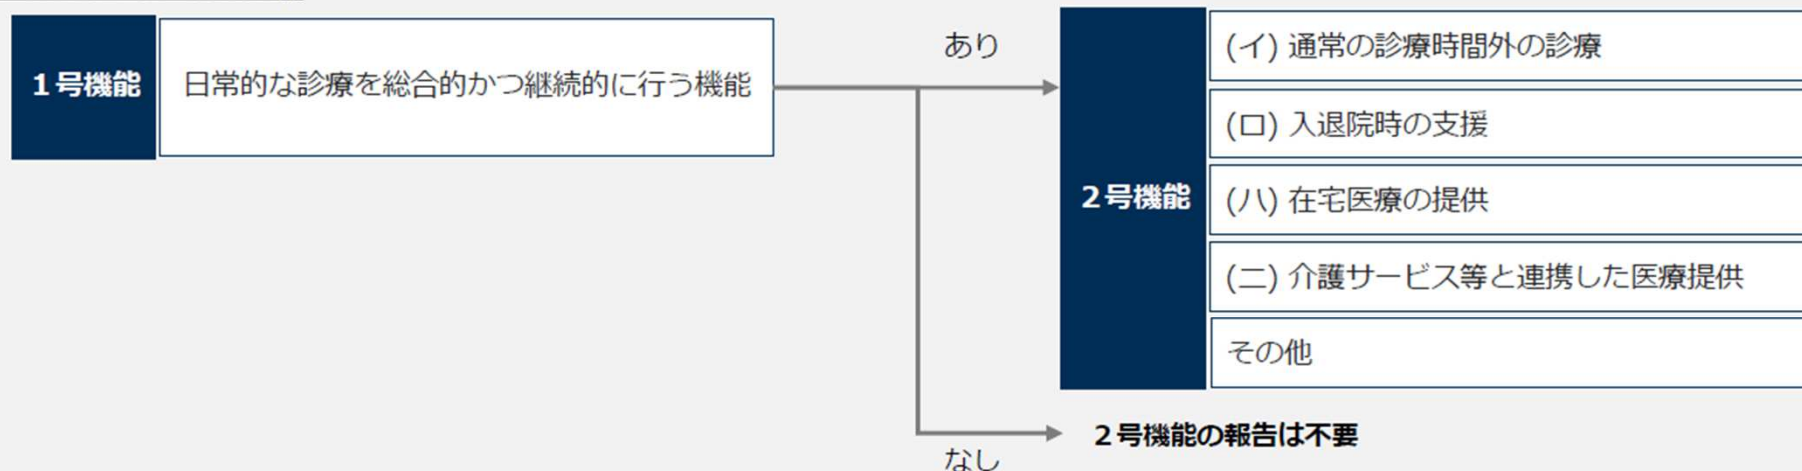 1号機能
日常的な診療を総合的かつ継続的に行う機能
あり
2号機能
(イ) 通常の診療時間外の診療
(ロ) 入退院時の支援
(ハ) 在宅医療の提供
(ニ) 介護サービス等と連携した医療提供
その他
2号機能の報告は不要
なし